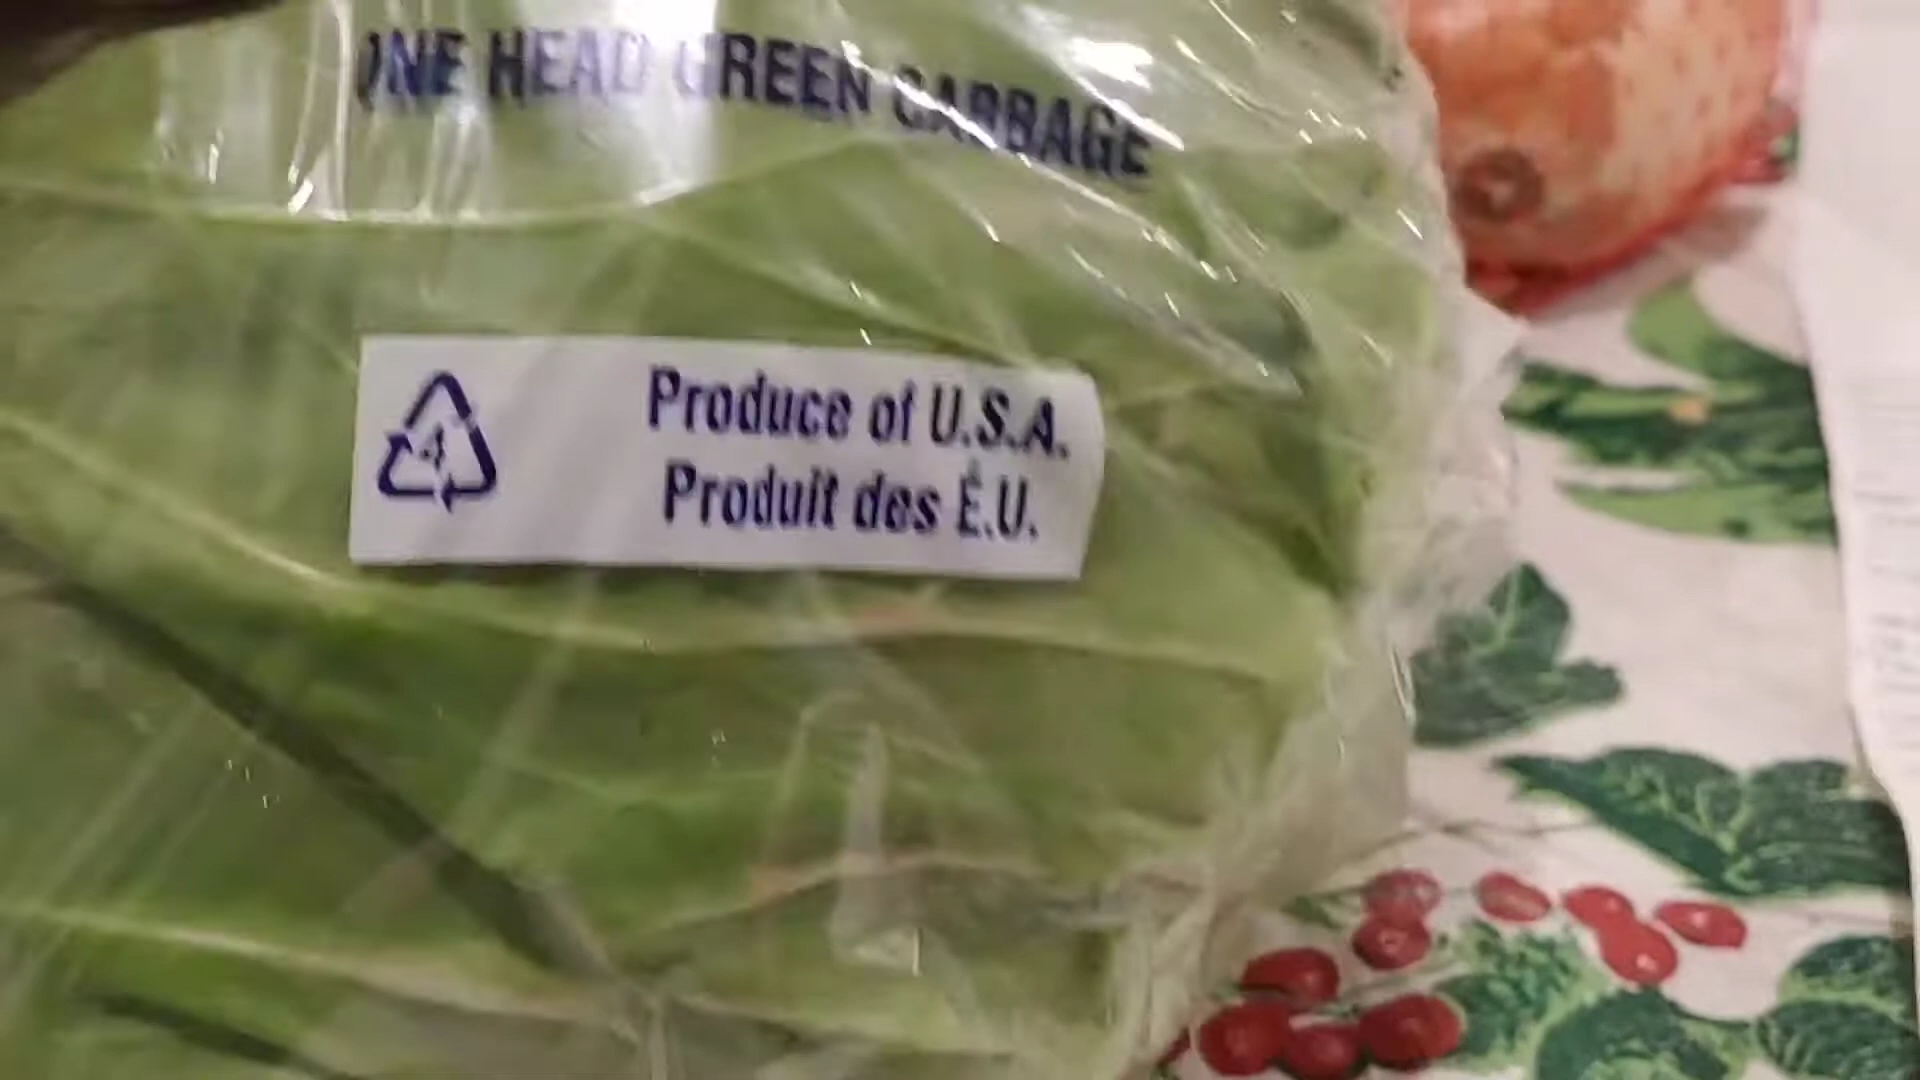 ONE HEAD GREEN CABBAGE
4
Produce of U.S.A.
Produit des É.U.